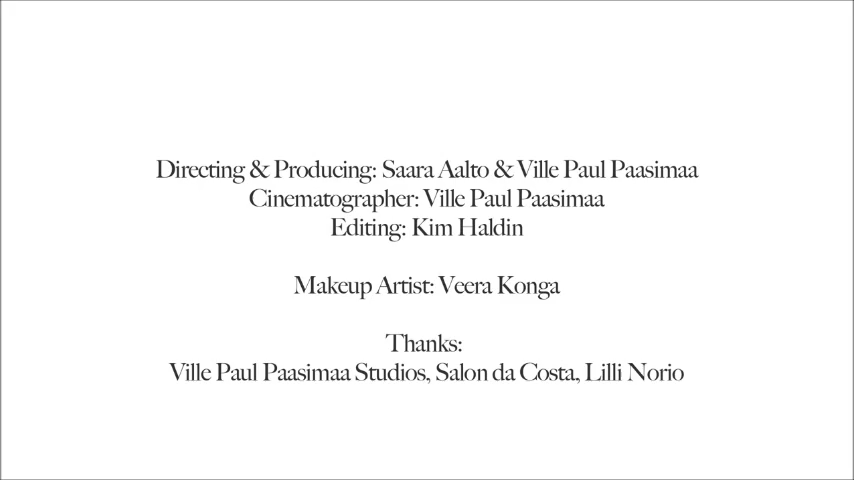 Directing & Producing: Saara Aalto & Ville Paul Paasimaa
Cinematographer: Ville Paul Paasimaa
Editing: Kim Haldin
Makeup Artist: Veera Konga
Thanks:
Ville Paul Paasimaa Studios, Salon da Costa, Lilli Norio